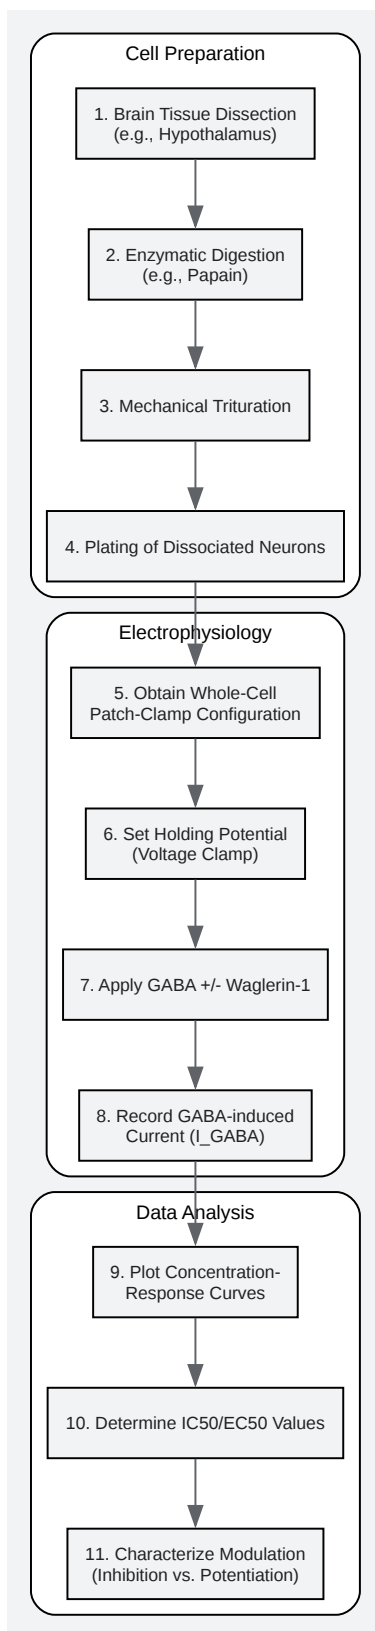 Cell Preparation
1. Brain Tissue Dissection
(e.g., Hypothalamus)
2. Enzymatic Digestion
(e.g., Papain)
3. Mechanical Trituration
4. Plating of Dissociated Neurons
Electrophysiology
5. Obtain Whole-Cell
Patch-Clamp Configuration
6. Set Holding Potential
(Voltage Clamp)
7. Apply GABA +/- Waglerin-1
8. Record GABA-induced
Current (I_GABA)
Data Analysis
9. Plot Concentration-
Response Curves
10. Determine IC50/EC50 Values
11. Characterize Modulation
(Inhibition vs. Potentiation)